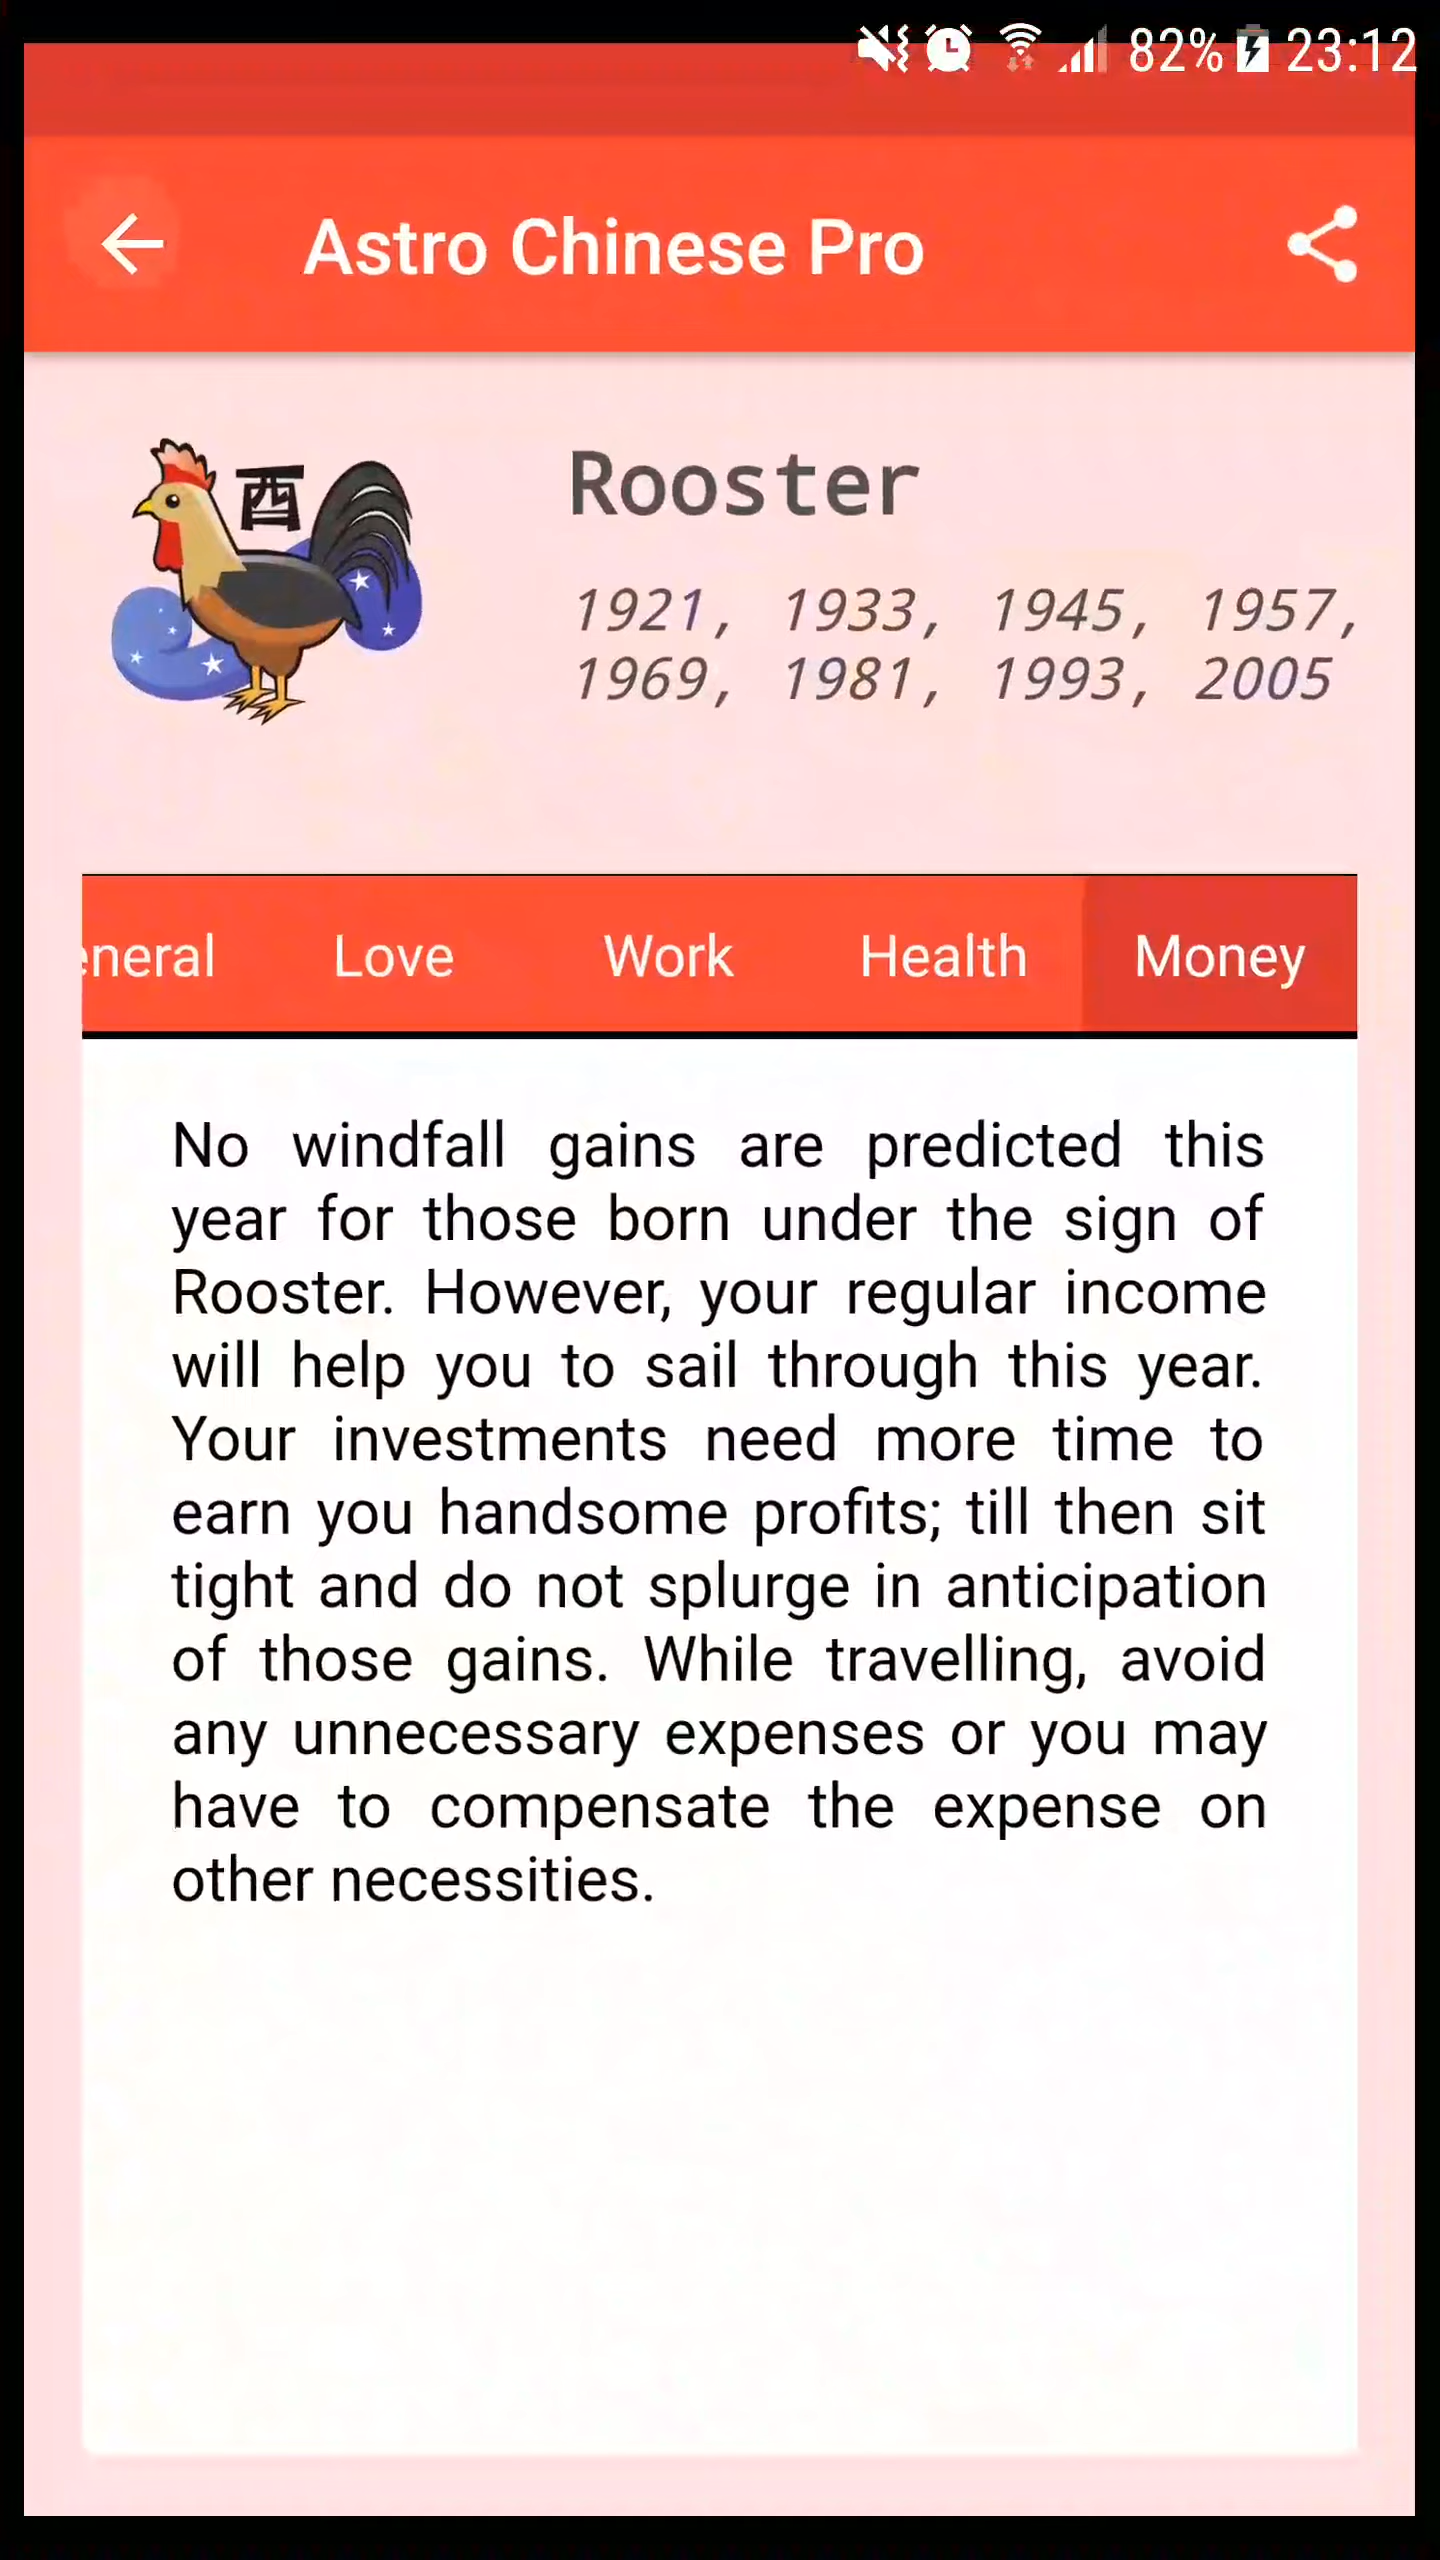 82% 23:12
Astro Chinese Pro
酉
Rooster
1921, 1933, 1945, 1957,
1969, 1981, 1993, 2005
eneral Love Work Health Money
No windfall gains are predicted this
year for those born under the sign of
Rooster. However, your regular income
will help you to sail through this year.
Your investments need more time to
earn you handsome profits; till then sit
tight and do not splurge in anticipation
of those gains. While travelling, avoid
any unnecessary expenses or you may
have to compensate the expense on
other necessities.